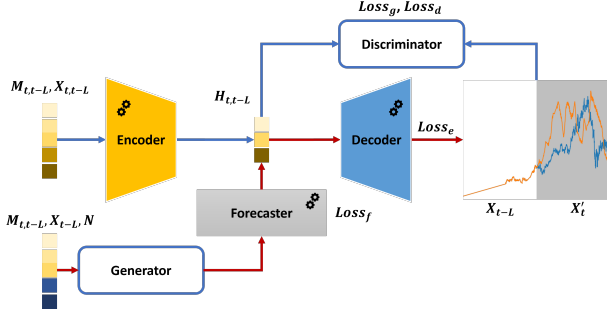 Loss_g, Loss_d
Discriminator
M_{t,t-L}, X_{t,t-L}
H_{t,t-L}
Encoder
Decoder
Loss_e
Forecaster
Loss_f
X_{t-L}
X'_t
M_{t,t-L}, X_{t-L}, N
Generator